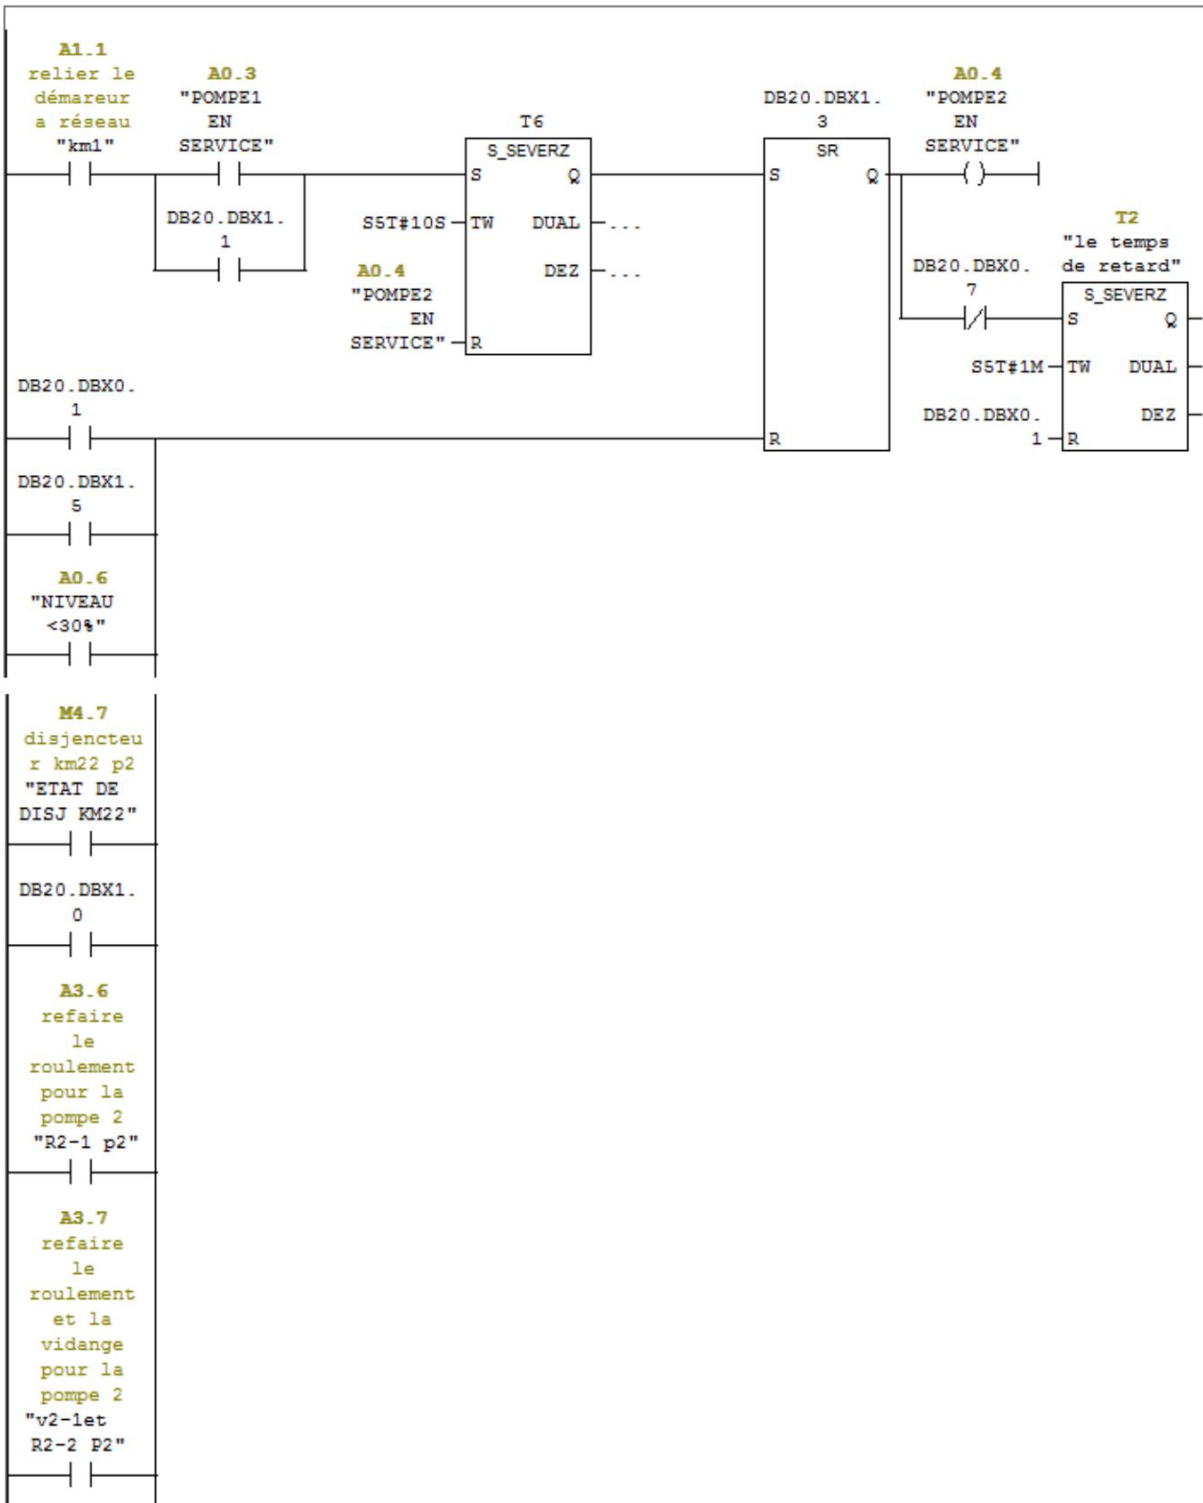 A1.1
relier le
démareur
a réseau
"km1"
A0.3
"POMPE1
EN
SERVICE"
DB20.DBX1.
1
T6
S_SEVERZ
S
Q
S5T#10S
TW
DUAL
...
DEZ
...
A0.4
"POMPE2
EN
SERVICE"
R
DB20.DBX1.
3
SR
S
Q
R
A0.4
"POMPE2
EN
SERVICE"
DB20.DBX0.
7
T2
"le temps
de retard"
S_SEVERZ
S
Q
S5T#1M
TW
DUAL
DEZ
DB20.DBX0.
1
R
DB20.DBX0.
1
DB20.DBX1.
5
A0.6
"NIVEAU
<30%"
M4.7
disjencteu
r km22 p2
"ETAT DE
DISJ KM22"
DB20.DBX1.
0
A3.6
refaire
le
roulement
pour la
pompe 2
"R2-1 p2"
A3.7
refaire
le
roulement
et la
vidange
pour la
pompe 2
"v2-1et
R2-2 P2"